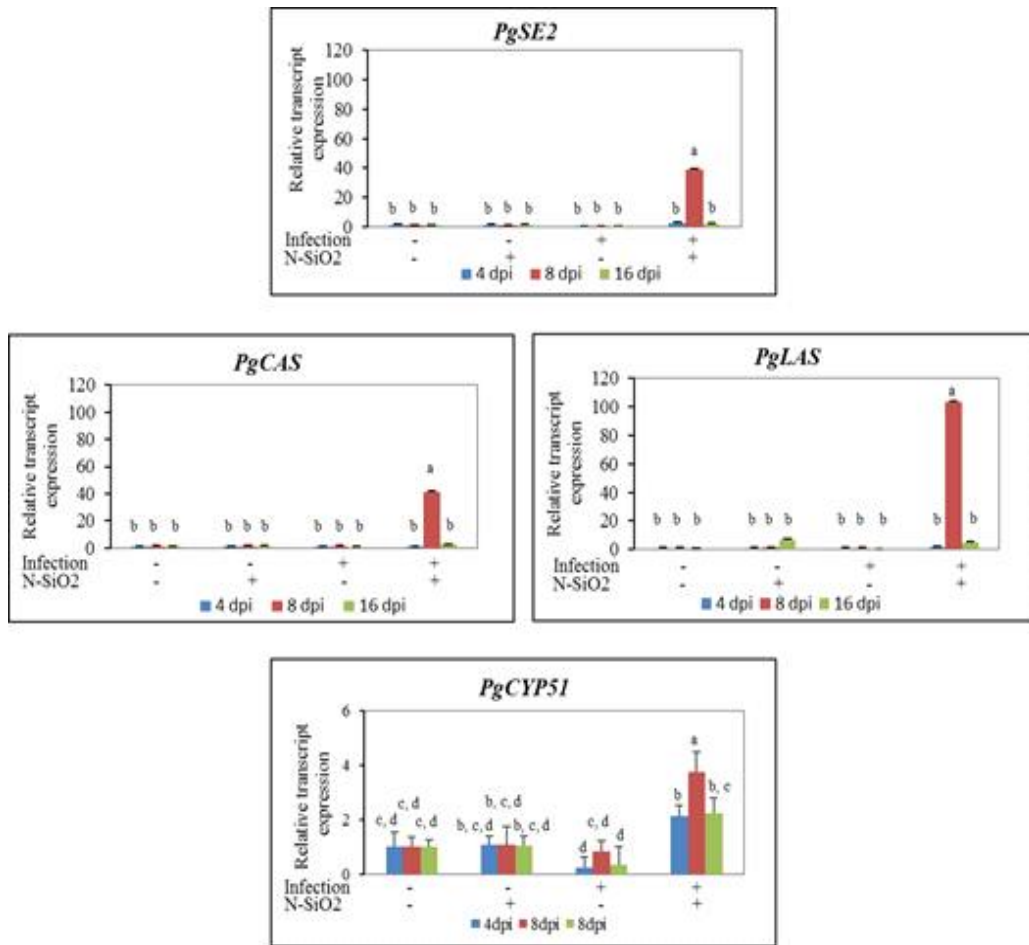 PgSE2
Relative transcript
expression
120
100
80
60
40
20
0
b b b b b b b b b b a b
Infection - - + +
N-SiO2 - + - +
4 dpi 8 dpi 16 dpi
PgCAS
Relative transcript
expression
120
100
80
60
40
20
0
b b b b b b b b b b a b
Infection - - + +
N-SiO2 - + - +
4 dpi 8 dpi 16 dpi
PgLAS
Relative transcript
expression
120
100
80
60
40
20
0
b b b b b b b b b b a b
Infection - - + +
N-SiO2 - + - +
4 dpi 8 dpi 16 dpi
PgCYP51
Relative transcript
expression
6
4
2
0
c, d c, d c, d b, c, d b, c, d b, c, d d c, d d b a b, c
Infection - - + +
N-SiO2 - + - +
4dpi 8dpi 8dpi